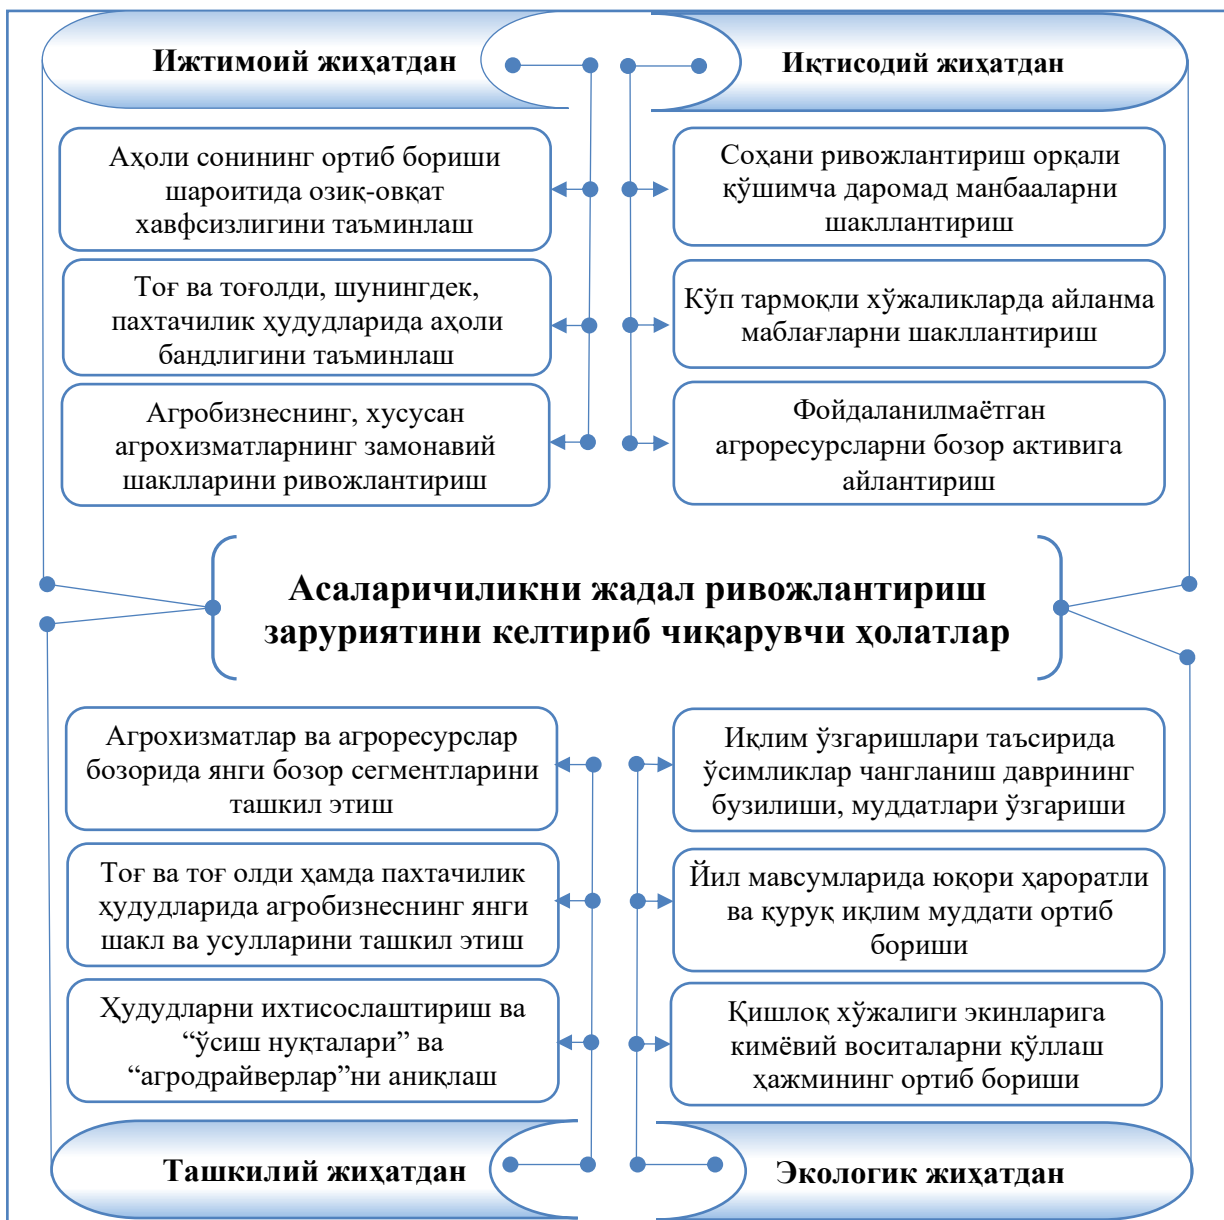 Ижтимоий жиҳатдан
Аҳоли сонининг ортиб бориши
шароитида озиқ-овқат
хавфсизлигини таъминлаш
Тоғ ва тоғолди, шунингдек,
пахтачилик ҳудудларида аҳоли
бандлигини таъминлаш
Агробизнеснинг, хусусан
агрохизматларнинг замонавий
шаклларини ривожлантириш
Иқтисодий жиҳатдан
Соҳани ривожлантириш орқали
қўшимча даромад манбааларни
шакллантириш
Кўп тармоқли хўжаликларда айланма
маблағларни шакллантириш
Фойдаланилмаётган
агроресурсларни бозор активига
айлантириш
Асаларичиликни жадал ривожлантириш
заруриятини келтириб чиқарувчи ҳолатлар
Агрохизматлар ва агроресурслар
бозорида янги бозор сегментларини
ташкил этиш
Тоғ ва тоғ олди ҳамда пахтачилик
ҳудудларида агробизнеснинг янги
шакл ва усулларини ташкил этиш
Ҳудудларни ихтисослаштириш ва
“ўсиш нуқталари” ва
“агродрайверлар”ни аниқлаш
Ташкилий жиҳатдан
Иқлим ўзгаришлари таъсирида
ўсимликлар чангланиш даврининг
бузилиши, муддатлари ўзгариши
Йил мавсумларида юқори ҳароратли
ва қуруқ иқлим муддати ортиб
бориши
Қишлоқ хўжалиги экинларига
кимёвий воситаларни қўллаш
ҳажмининг ортиб бориши
Экологик жиҳатдан